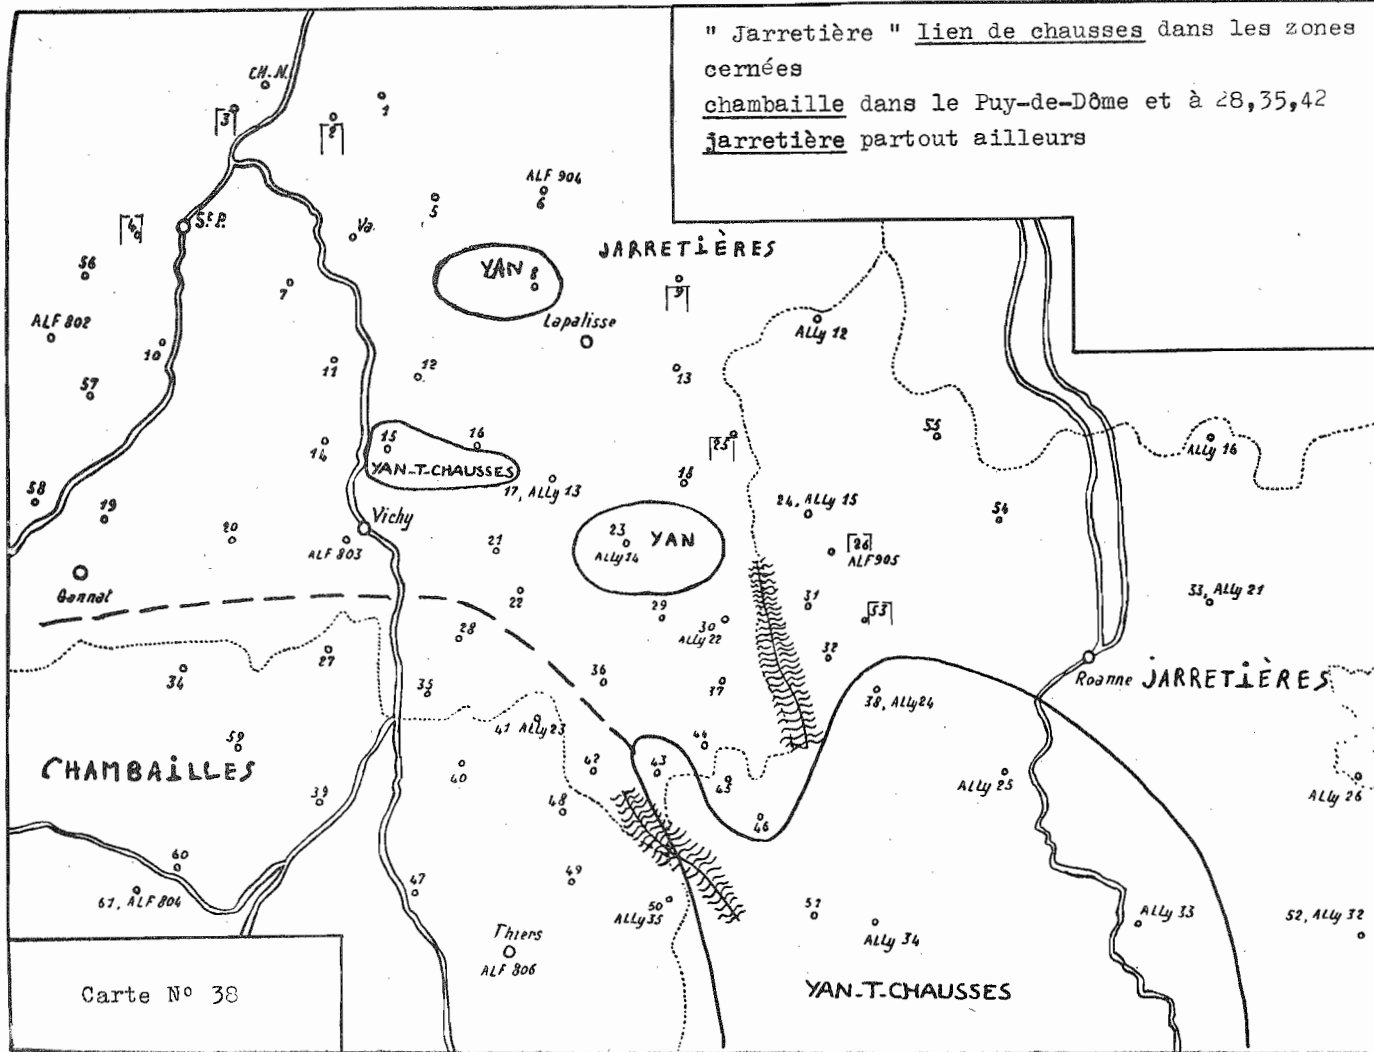 " Jarretière " lien de chausses dans les zones
cernées
chambaille dans le Puy-de-Dôme et à 28,35,42
jarretière partout ailleurs
CH.N.
3
2
1
ALF 904
6
5
4
St P.
Va.
JARRETIÈRES
56
7
YAN 8
9
ALF 802
Lapalisse
ALLy 12
10
11
12
13
57
55
15
16
14
YAN-T-CHAUSSES
25
ALLy 16
17, ALLy 13
18
58
19
24, ALLy 15
54
Vichy
20
23
YAN
ALLy 14
ALF 803
21
26
ALF 905
Gannat
22
29
31
53
33, ALLy 21
28
30
ALLy 22
27
32
34
35
36
37
Roanne
JARRETIÈRES
38, ALLy 24
41 ALLy 23
59
44
CHAMBAILLES
40
42
43
45
ALLy 25
ALLy 26
39
48
46
60
49
47
61, ALF 804
50
ALLy 35
51
ALLy 34
ALLy 33
52, ALLy 32
Thiers
ALF 806
YAN-T-CHAUSSES
Carte N° 38